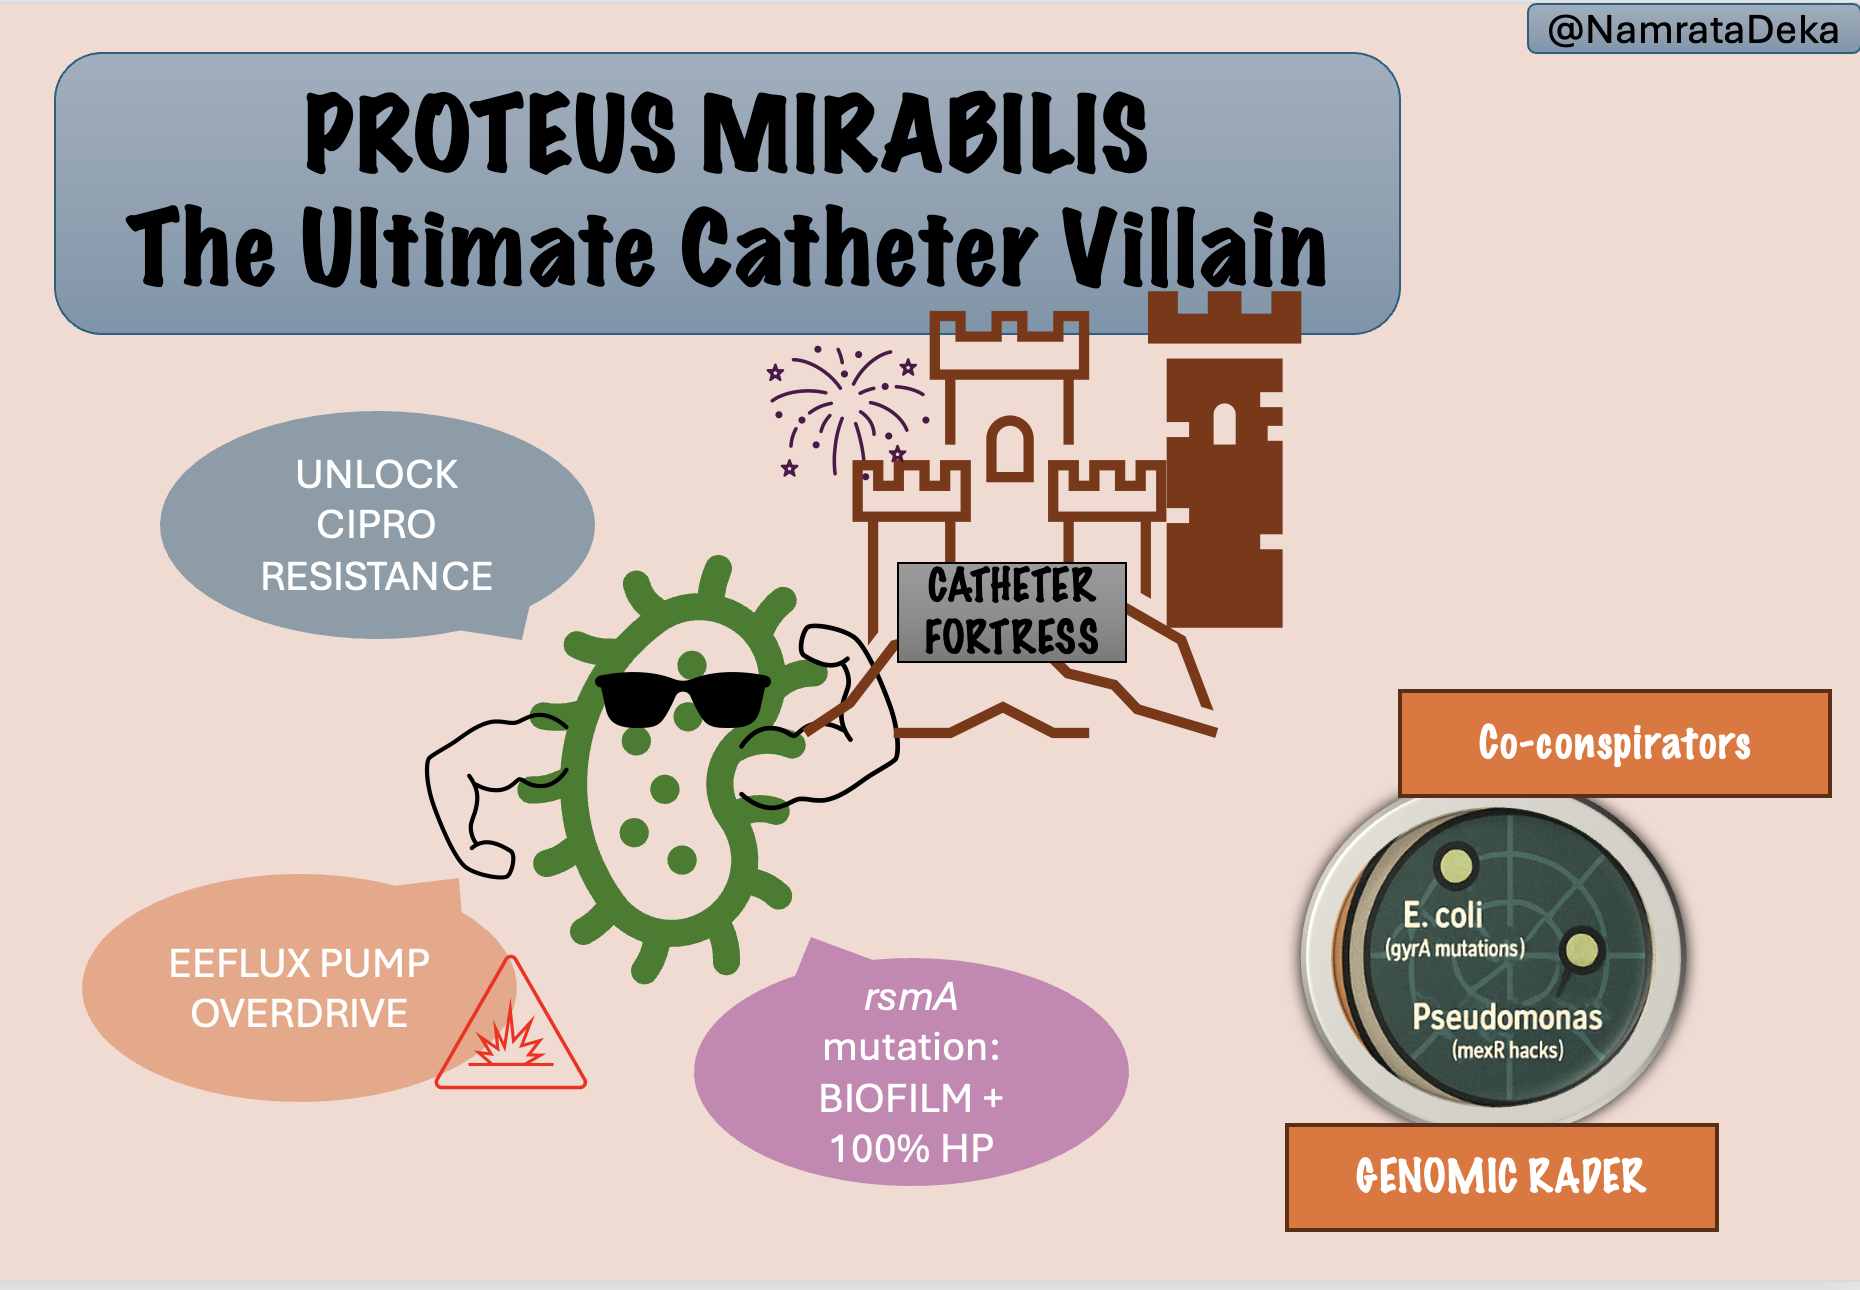 @NamrataDeka
PROTEUS MIRABILIS
The Ultimate Catheter Villain
UNLOCK
CIPRO
RESISTANCE
CATHETER
FORTRESS
EEFLUX PUMP
OVERDRIVE
rsmA
mutation:
BIOFILM +
100% HP
Co-conspirators
E. coli
(gyrA mutations)
Pseudomonas
(mexR hacks)
GENOMIC RADER